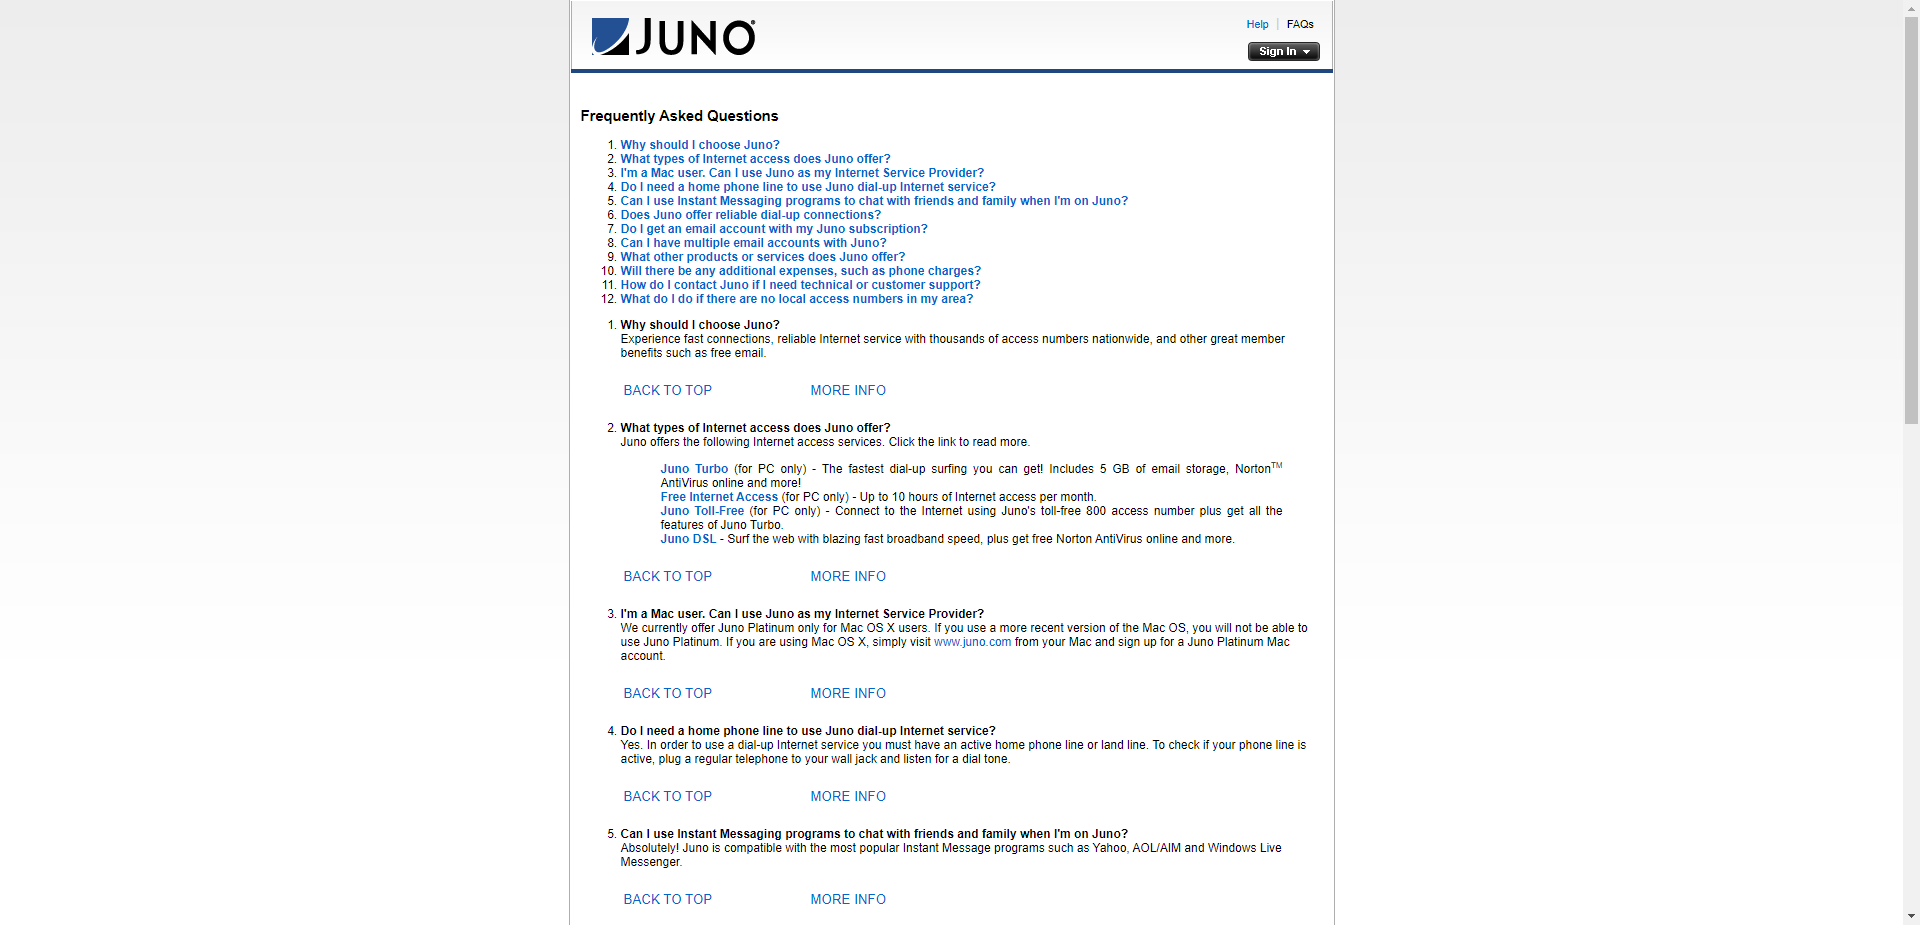 JUNO
Help | FAQs
Sign In
Frequently Asked Questions
1. Why should I choose Juno?
2. What types of Internet access does Juno offer?
3. I'm a Mac user. Can I use Juno as my Internet Service Provider?
4. Do I need a home phone line to use Juno dial-up Internet service?
5. Can I use Instant Messaging programs to chat with friends and family when I'm on Juno?
6. Does Juno offer reliable dial-up connections?
7. Do I get an email account with my Juno subscription?
8. Can I have multiple email accounts with Juno?
9. What other products or services does Juno offer?
10. Will there be any additional expenses, such as phone charges?
11. How do I contact Juno if I need technical or customer support?
12. What do I do if there are no local access numbers in my area?
1. Why should I choose Juno?
Experience fast connections, reliable Internet service with thousands of access numbers nationwide, and other great member
benefits such as free email.
BACK TO TOP MORE INFO
2. What types of Internet access does Juno offer?
Juno offers the following Internet access services. Click the link to read more.
Juno Turbo (for PC only) - The fastest dial-up surfing you can get! Includes 5 GB of email storage, Norton™
AntiVirus online and more!
Free Internet Access (for PC only) - Up to 10 hours of Internet access per month.
Juno Toll-Free (for PC only) - Connect to the Internet using Juno's toll-free 800 access number plus get all the
features of Juno Turbo.
Juno DSL - Surf the web with blazing fast broadband speed, plus get free Norton AntiVirus online and more.
BACK TO TOP MORE INFO
3. I'm a Mac user. Can I use Juno as my Internet Service Provider?
We currently offer Juno Platinum only for Mac OS X users. If you use a more recent version of the Mac OS, you will not be able to
use Juno Platinum. If you are using Mac OS X, simply visit www.juno.com from your Mac and sign up for a Juno Platinum Mac
account.
BACK TO TOP MORE INFO
4. Do I need a home phone line to use Juno dial-up Internet service?
Yes. In order to use a dial-up Internet service you must have an active home phone line or land line. To check if your phone line is
active, plug a regular telephone to your wall jack and listen for a dial tone.
BACK TO TOP MORE INFO
5. Can I use Instant Messaging programs to chat with friends and family when I'm on Juno?
Absolutely! Juno is compatible with the most popular Instant Message programs such as Yahoo, AOL/AIM and Windows Live
Messenger.
BACK TO TOP MORE INFO